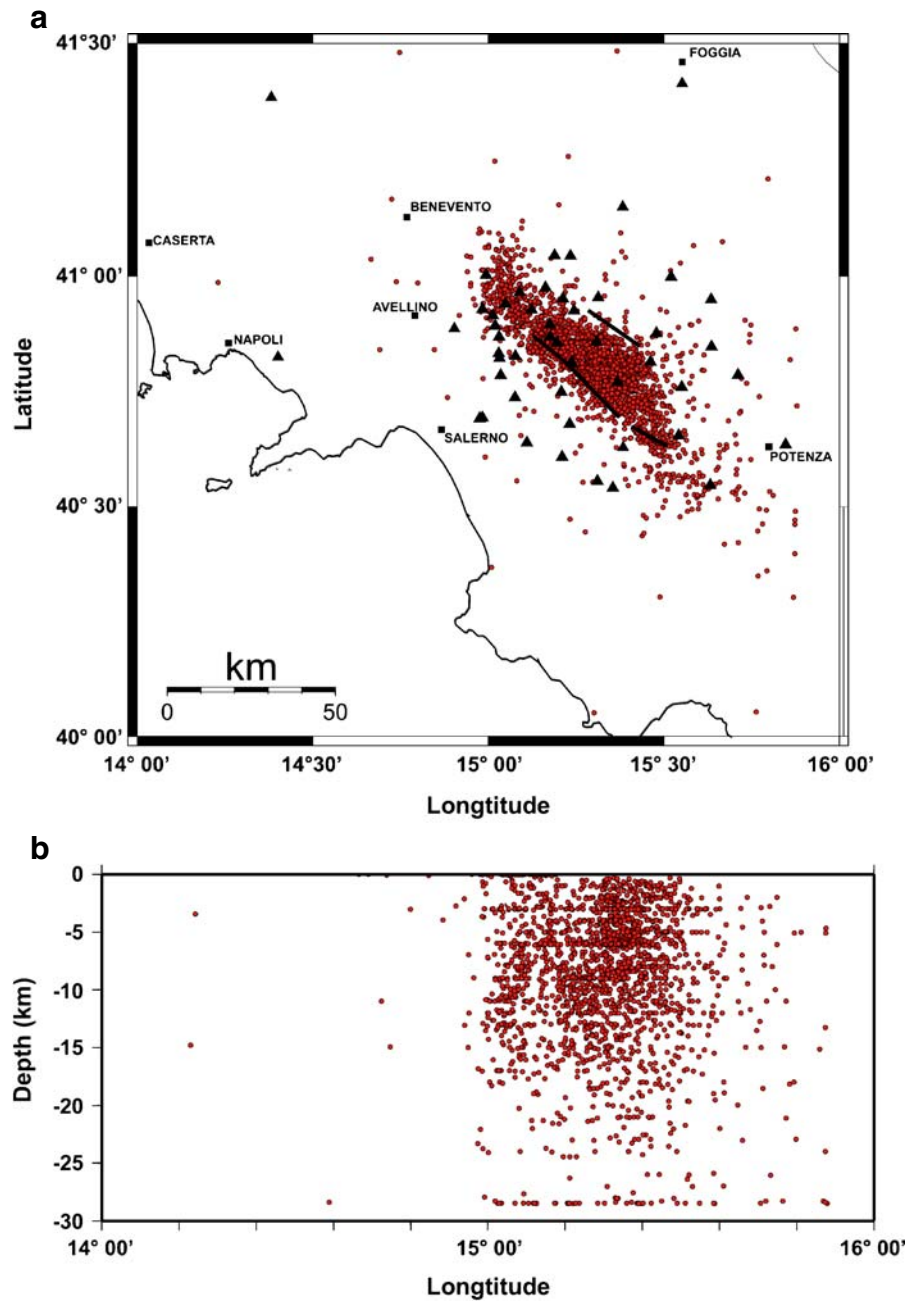 a
41°30’
FOGGIA
BENEVENTO
CASERTA
41° 00’
AVELLINO
NAPOLI
Latitude
SALERNO
POTENZA
40° 30’
km
0 50
40° 00’
14° 00’ 14°30’ 15°00’ 15°30’ 16°00’
Longtitude
b
0
-5
-10
Depth (km)
-15
-20
-25
-30
14° 00’ 15° 00’ 16° 00’
Longtitude